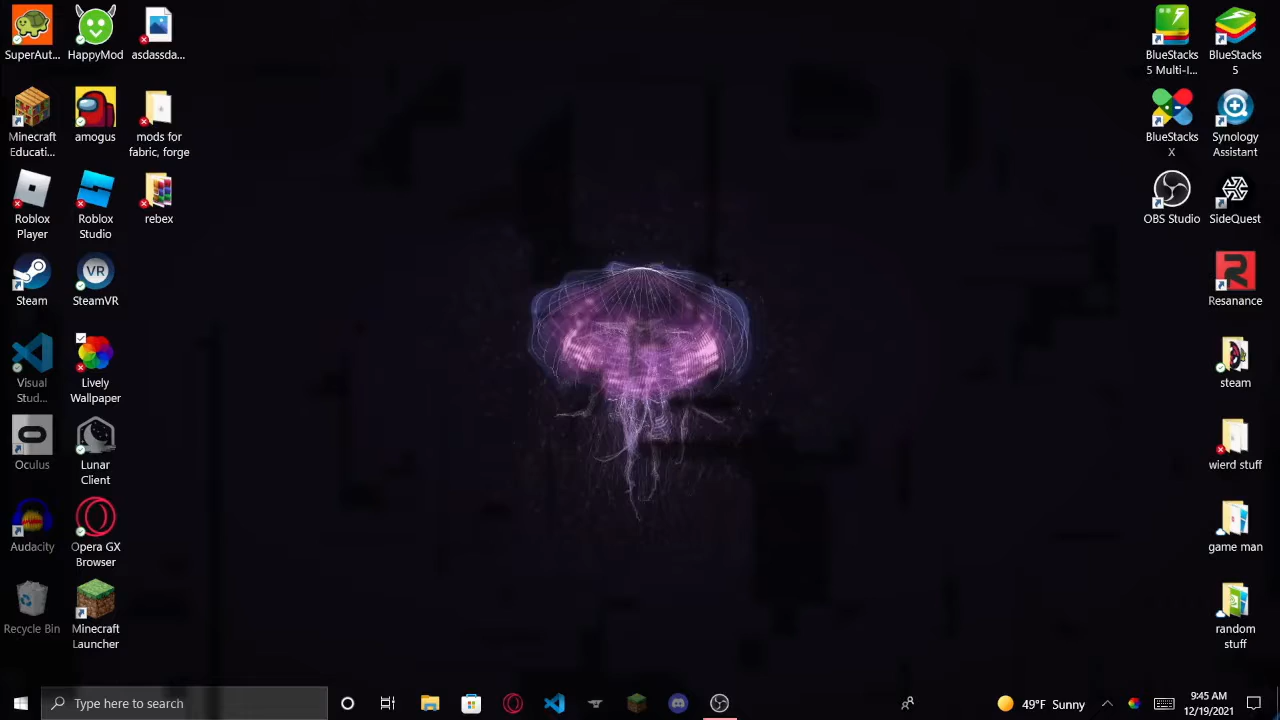 SuperAut...
HappyMod
asdassda...
Minecraft
Educati...
amogus
mods for
fabric, forge
Roblox
Player
Roblox
Studio
rebex
Steam
VR
SteamVR
Visual
Stud...
Lively
Wallpaper
Oculus
Lunar
Client
Audacity
Opera GX
Browser
Recycle Bin
Minecraft
Launcher
BlueStacks
5 Multi-I...
BlueStacks
5
BlueStacks
X
Synology
Assistant
OBS Studio
SideQuest
Resanance
steam
wierd stuff
game man
random
stuff
Type here to search
49°F Sunny
9:45 AM
12/19/2021